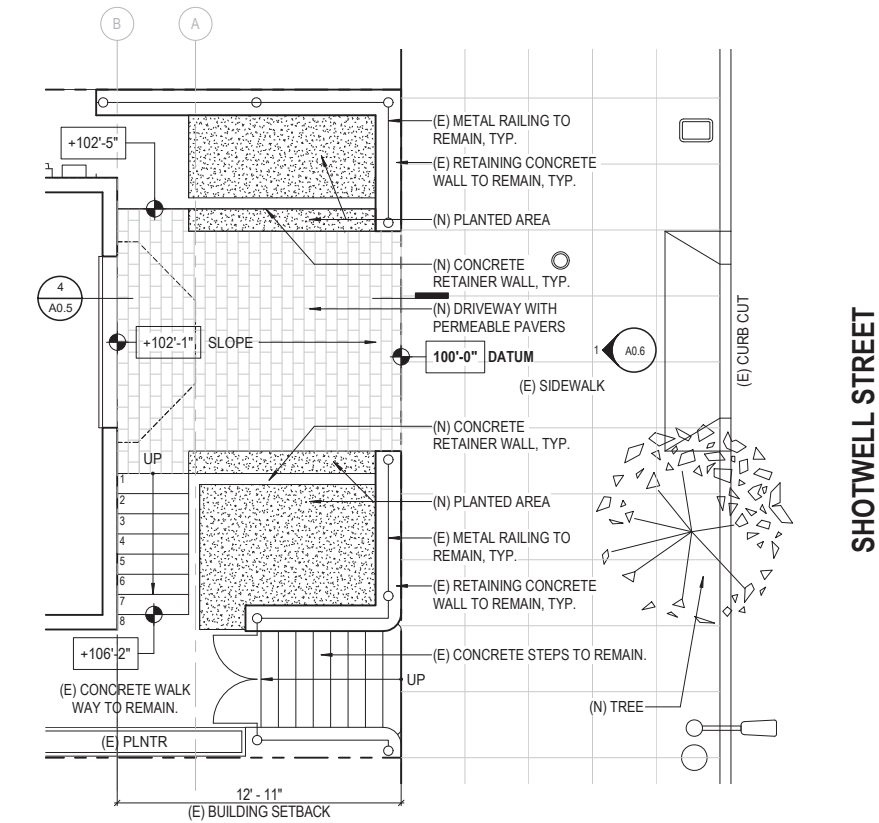 B
A
+102'-5"
(E) METAL RAILING TO
REMAIN, TYP.
(E) RETAINING CONCRETE
WALL TO REMAIN, TYP.
(N) PLANTED AREA
(N) CONCRETE
RETAINER WALL, TYP.
4
A0.5
(N) DRIVEWAY WITH
PERMEABLE PAVERS
+102'-1"
SLOPE
100'-0"
DATUM
1
A0.6
(E) SIDEWALK
(E) CURB CUT
SHOTWELL STREET
(N) CONCRETE
RETAINER WALL, TYP.
UP
1
2
3
4
5
6
7
8
(N) PLANTED AREA
(E) METAL RAILING TO
REMAIN, TYP.
(E) RETAINING CONCRETE
WALL TO REMAIN, TYP.
+106'-2"
(E) CONCRETE STEPS TO REMAIN.
UP
(E) CONCRETE WALK
WAY TO REMAIN.
(N) TREE
(E) PLNTR
12' - 11"
(E) BUILDING SETBACK